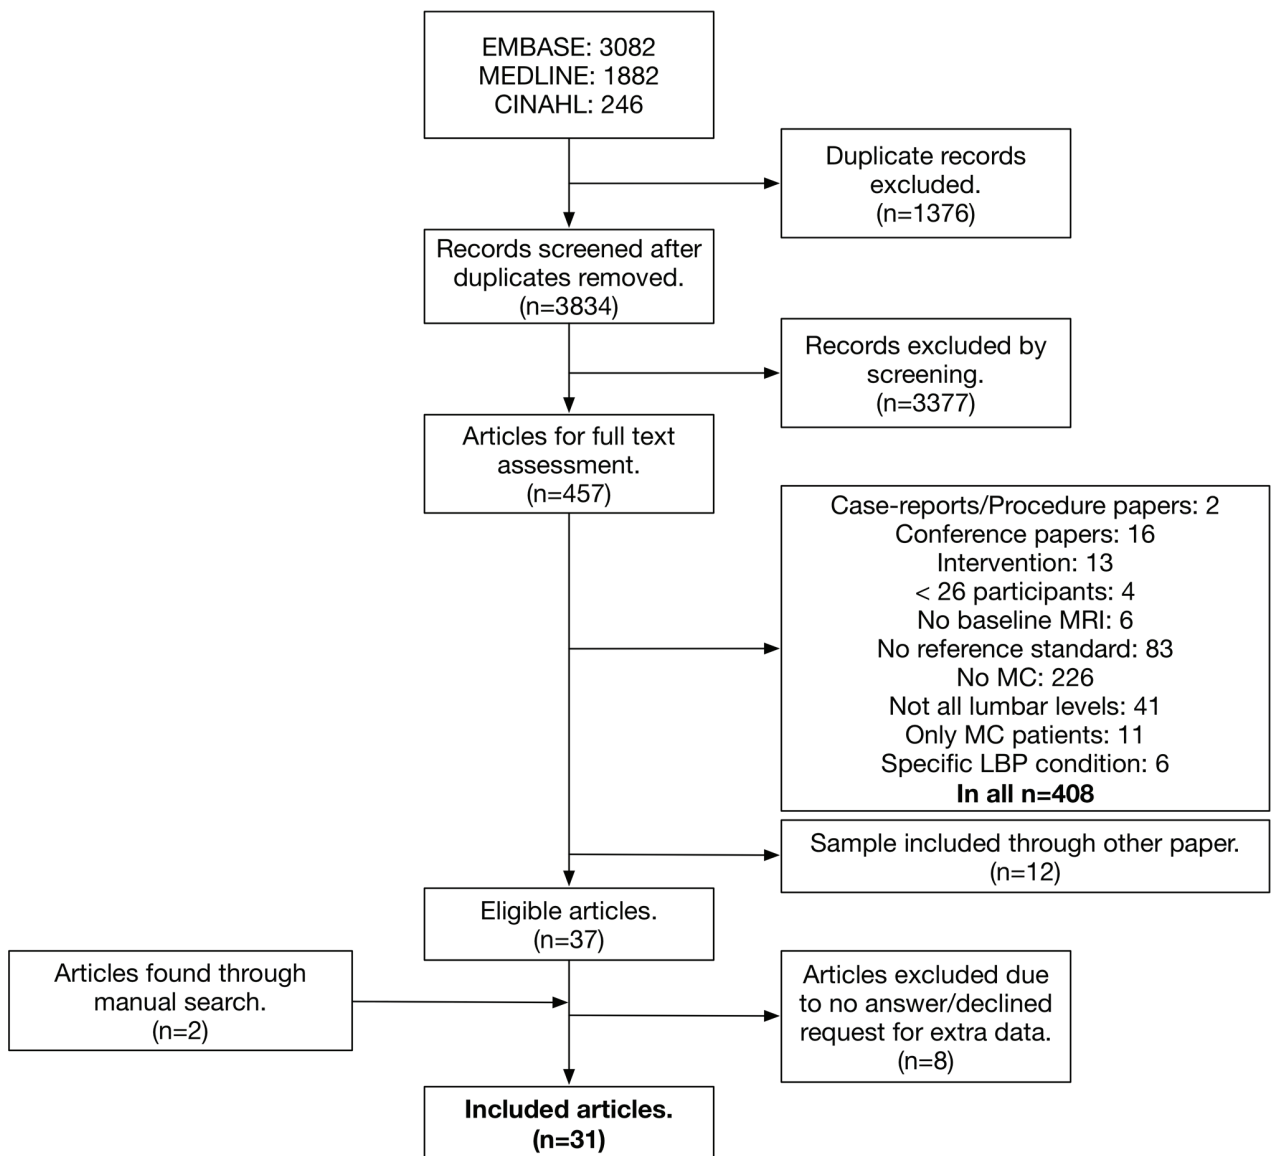 EMBASE: 3082
MEDLINE: 1882
CINAHL: 246
Duplicate records
excluded.
(n=1376)
Records screened after
duplicates removed.
(n=3834)
Records excluded by
screening.
(n=3377)
Articles for full text
assessment.
(n=457)
Case-reports/Procedure papers: 2
Conference papers: 16
Intervention: 13
< 26 participants: 4
No baseline MRI: 6
No reference standard: 83
No MC: 226
Not all lumbar levels: 41
Only MC patients: 11
Specific LBP condition: 6
In all n=408
Sample included through other paper.
(n=12)
Eligible articles.
(n=37)
Articles found through
manual search.
(n=2)
Articles excluded due
to no answer/declined
request for extra data.
(n=8)
Included articles.
(n=31)